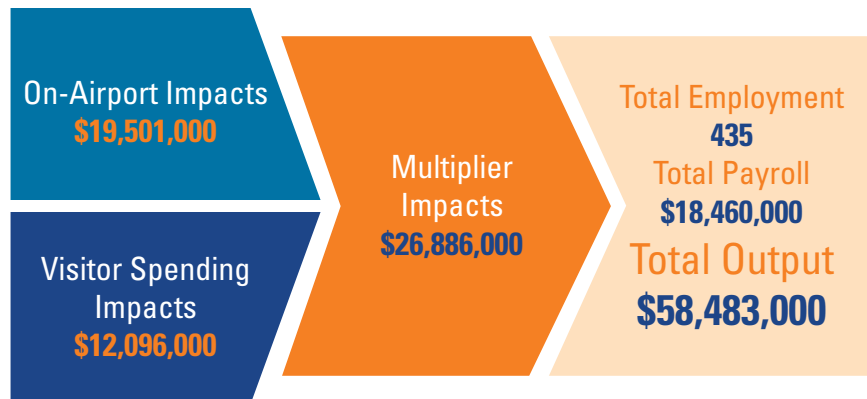 On-Airport Impacts
$19,501,000
Visitor Spending
Impacts
$12,096,000
Multiplier
Impacts
$26,886,000
Total Employment
435
Total Payroll
$18,460,000
Total Output
$58,483,000